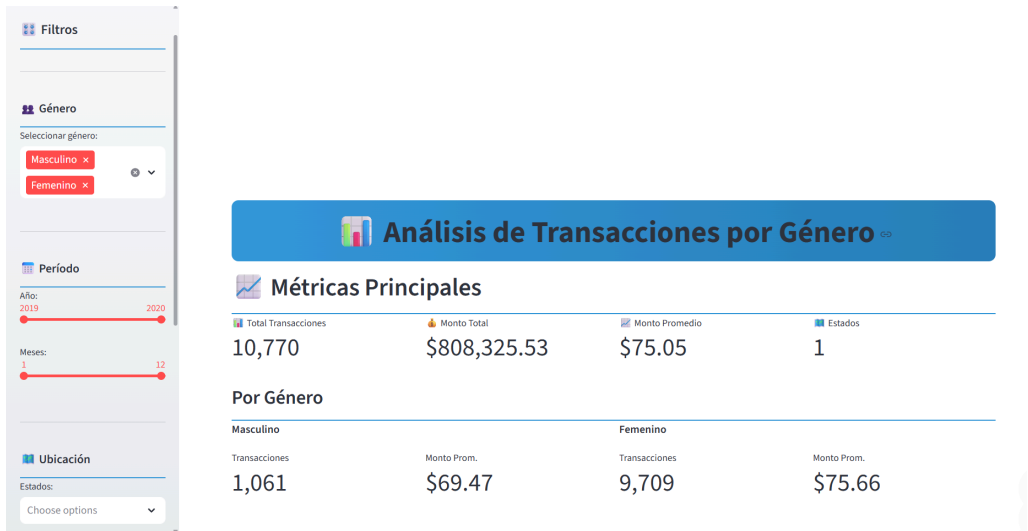 Filtros
Género
Seleccionar género:
Masculino ×
Femenino ×
Período
Año:
2019 2020
Meses:
1 12
Ubicación
Estados:
Choose options
Análisis de Transacciones por Género
Métricas Principales
Total Transacciones Monto Total Monto Promedio Estados
10,770 $808,325.53 $75.05 1
Por Género
Masculino Femenino
Transacciones Monto Prom. Transacciones Monto Prom.
1,061 $69.47 9,709 $75.66